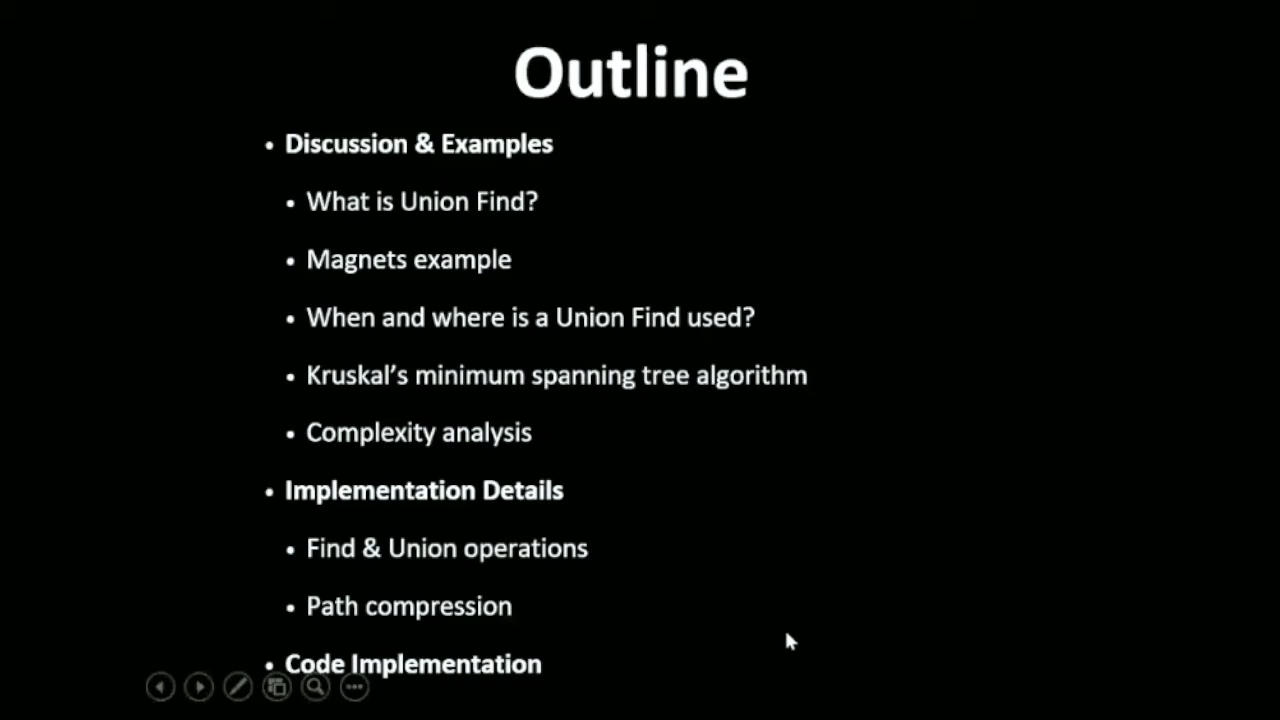 Outline
• Discussion & Examples
• What is Union Find?
• Magnets example
• When and where is a Union Find used?
• Kruskal’s minimum spanning tree algorithm
• Complexity analysis
• Implementation Details
• Find & Union operations
• Path compression
• Code Implementation